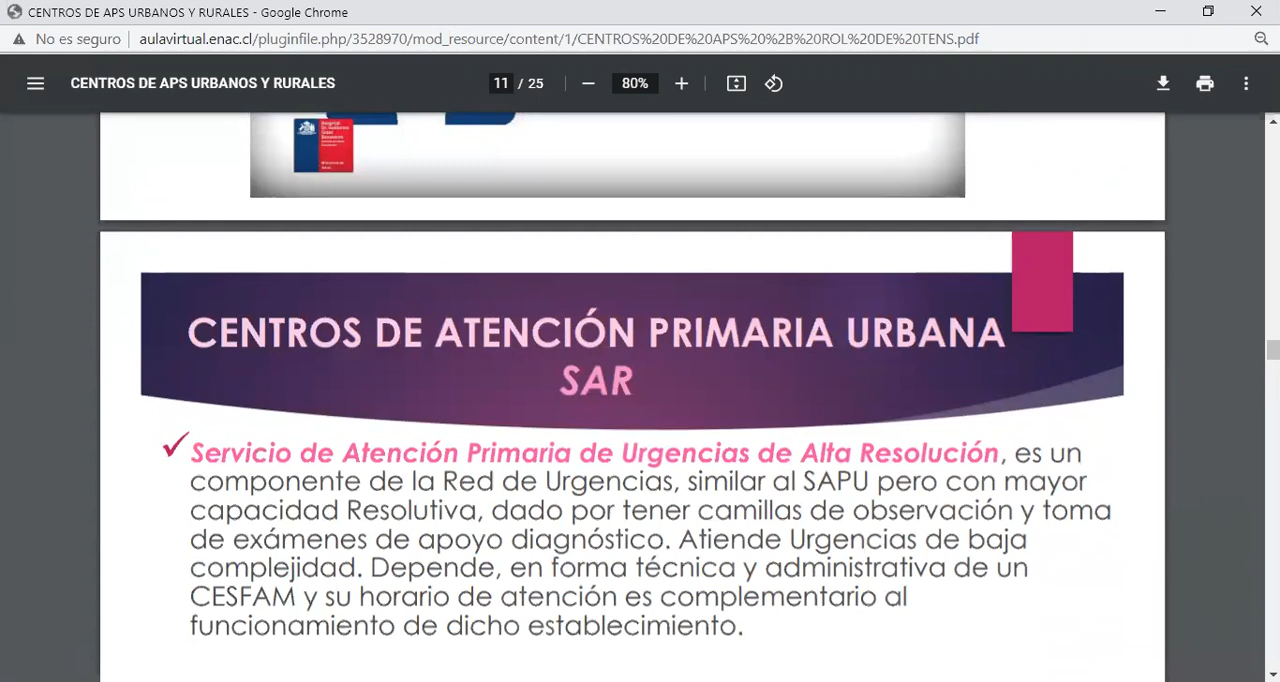 CENTROS DE APS URBANOS Y RURALES - Google Chrome
No es seguro | aulavirtual.enac.cl/pluginfile.php/3528970/mod_resource/content/1/CENTROS%20DE%20APS%20%2B%20ROL%20DE%20TENS.pdf
CENTROS DE APS URBANOS Y RURALES 11 / 25 80%
CENTROS DE ATENCIÓN PRIMARIA URBANA
SAR
Servicio de Atención Primaria de Urgencias de Alta Resolución, es un
componente de la Red de Urgencias, similar al SAPU pero con mayor
capacidad Resolutiva, dado por tener camillas de observación y toma
de exámenes de apoyo diagnóstico. Atiende Urgencias de baja
complejidad. Depende, en forma técnica y administrativa de un
CESFAM y su horario de atención es complementario al
funcionamiento de dicho establecimiento.